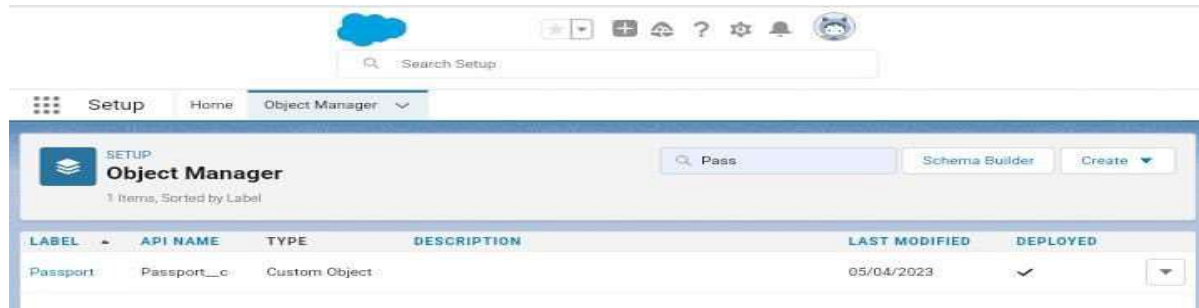 Search Setup
Setup Home Object Manager
SETUP
Object Manager
1 Items, Sorted by Label
Pass
Schema Builder
Create
LABEL API NAME TYPE DESCRIPTION LAST MODIFIED DEPLOYED
Passport Passport__c Custom Object 05/04/2023